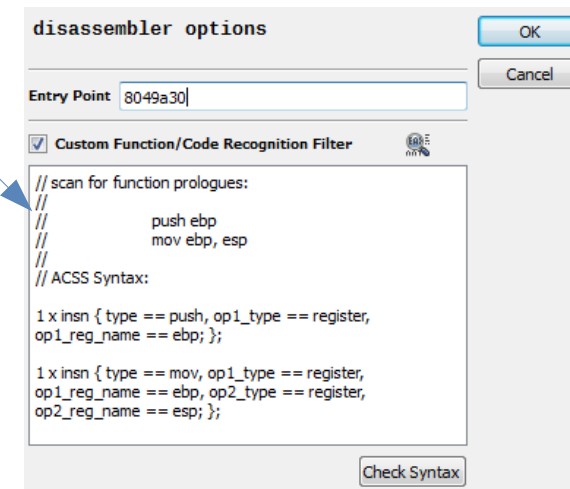 disassembler options
OK
Cancel
Entry Point 8049a30
Custom Function/Code Recognition Filter
// scan for function prologues:
//
// push ebp
// mov ebp, esp
//
// ACSS Syntax:
1 x insn { type == push, op1_type == register,
op1_reg_name == ebp; };
1 x insn { type == mov, op1_type == register,
op1_reg_name == ebp, op2_type == register,
op2_reg_name == esp; };
Check Syntax